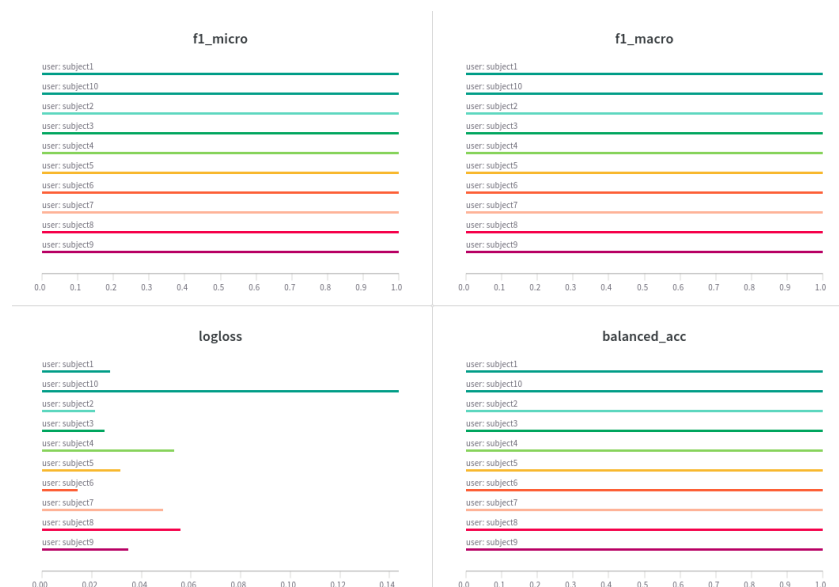 f1_micro
user: subject1
user: subject10
user: subject2
user: subject3
user: subject4
user: subject5
user: subject6
user: subject7
user: subject8
user: subject9
0.0 0.1 0.2 0.3 0.4 0.5 0.6 0.7 0.8 0.9 1.0
f1_macro
user: subject1
user: subject10
user: subject2
user: subject3
user: subject4
user: subject5
user: subject6
user: subject7
user: subject8
user: subject9
0.0 0.1 0.2 0.3 0.4 0.5 0.6 0.7 0.8 0.9 1.0
logloss
user: subject1
user: subject10
user: subject2
user: subject3
user: subject4
user: subject5
user: subject6
user: subject7
user: subject8
user: subject9
0.00 0.02 0.04 0.06 0.08 0.10 0.12 0.14
balanced_acc
user: subject1
user: subject10
user: subject2
user: subject3
user: subject4
user: subject5
user: subject6
user: subject7
user: subject8
user: subject9
0.0 0.1 0.2 0.3 0.4 0.5 0.6 0.7 0.8 0.9 1.0